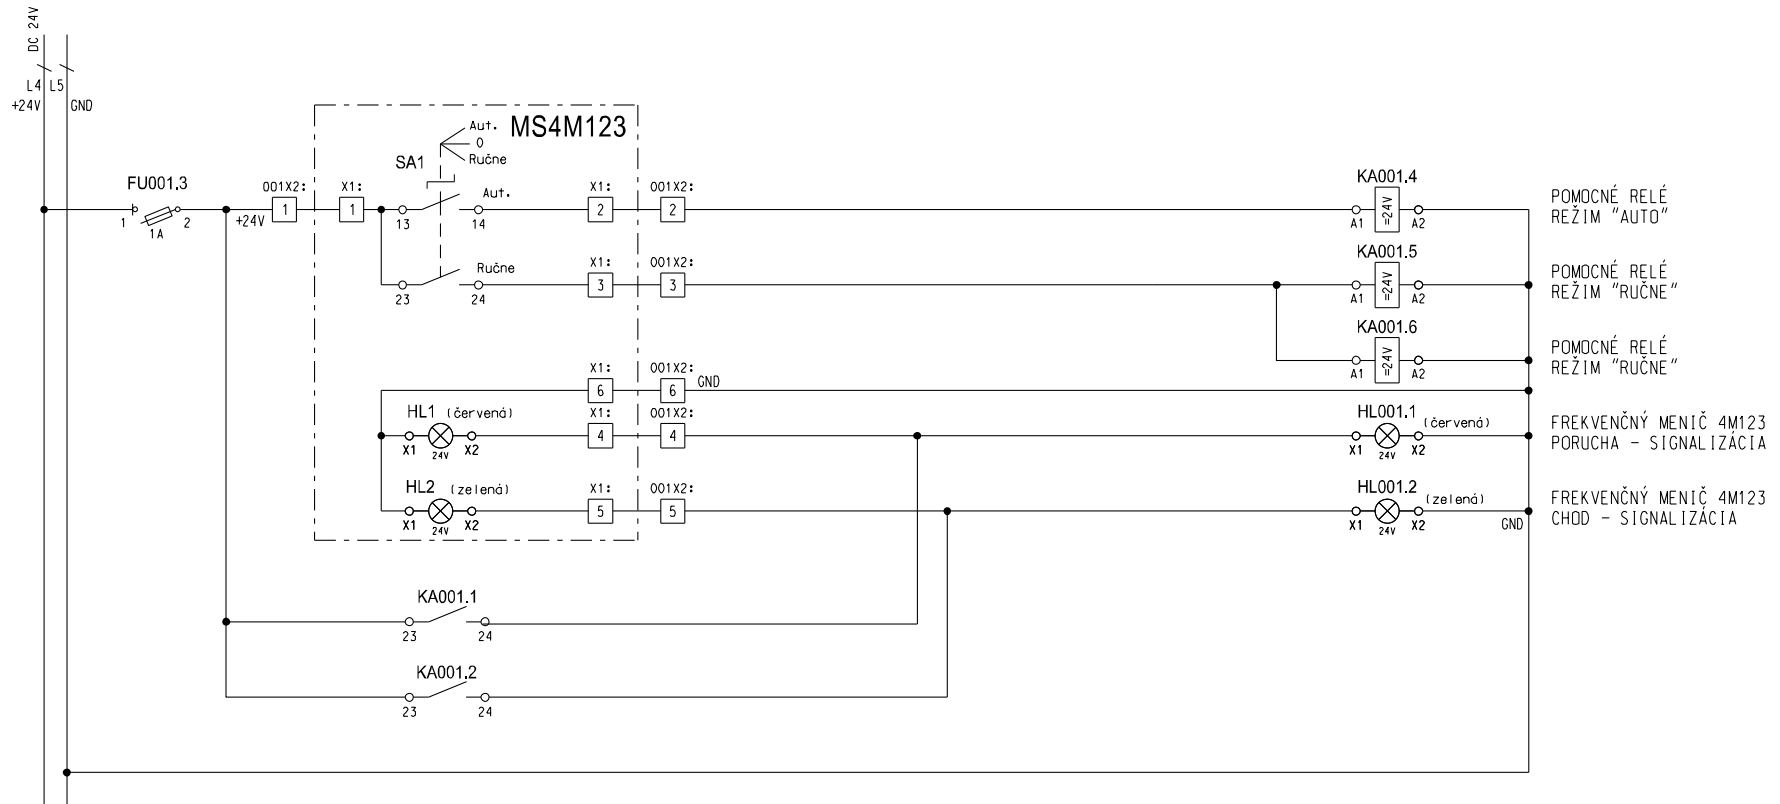 DC 24V
L4 L5
+24V GND
MS4M123
Aut.
0
Ručne
SA1
FU001.3
1 2
1A
+24V
001X2:
1
X1:
1
Aut.
13 14
X1:
2
001X2:
2
KA001.4
=24V
A1 A2
POMOCNÉ RELÉ
REŽIM "AUTO"
Ručne
23 24
X1:
3
001X2:
3
KA001.5
=24V
A1 A2
POMOCNÉ RELÉ
REŽIM "RUČNE"
KA001.6
=24V
A1 A2
POMOCNÉ RELÉ
REŽIM "RUČNE"
X1:
6
001X2:
6
GND
HL1 (červená)
X1 24V X2
X1:
4
001X2:
4
HL001.1 (červená)
X1 24V X2
FREKVENČNÝ MENIČ 4M123
PORUCHA - SIGNALIZÁCIA
HL2 (zelená)
X1 24V X2
X1:
5
001X2:
5
HL001.2 (zelená)
X1 24V X2
GND
FREKVENČNÝ MENIČ 4M123
CHOD - SIGNALIZÁCIA
KA001.1
23 24
KA001.2
23 24